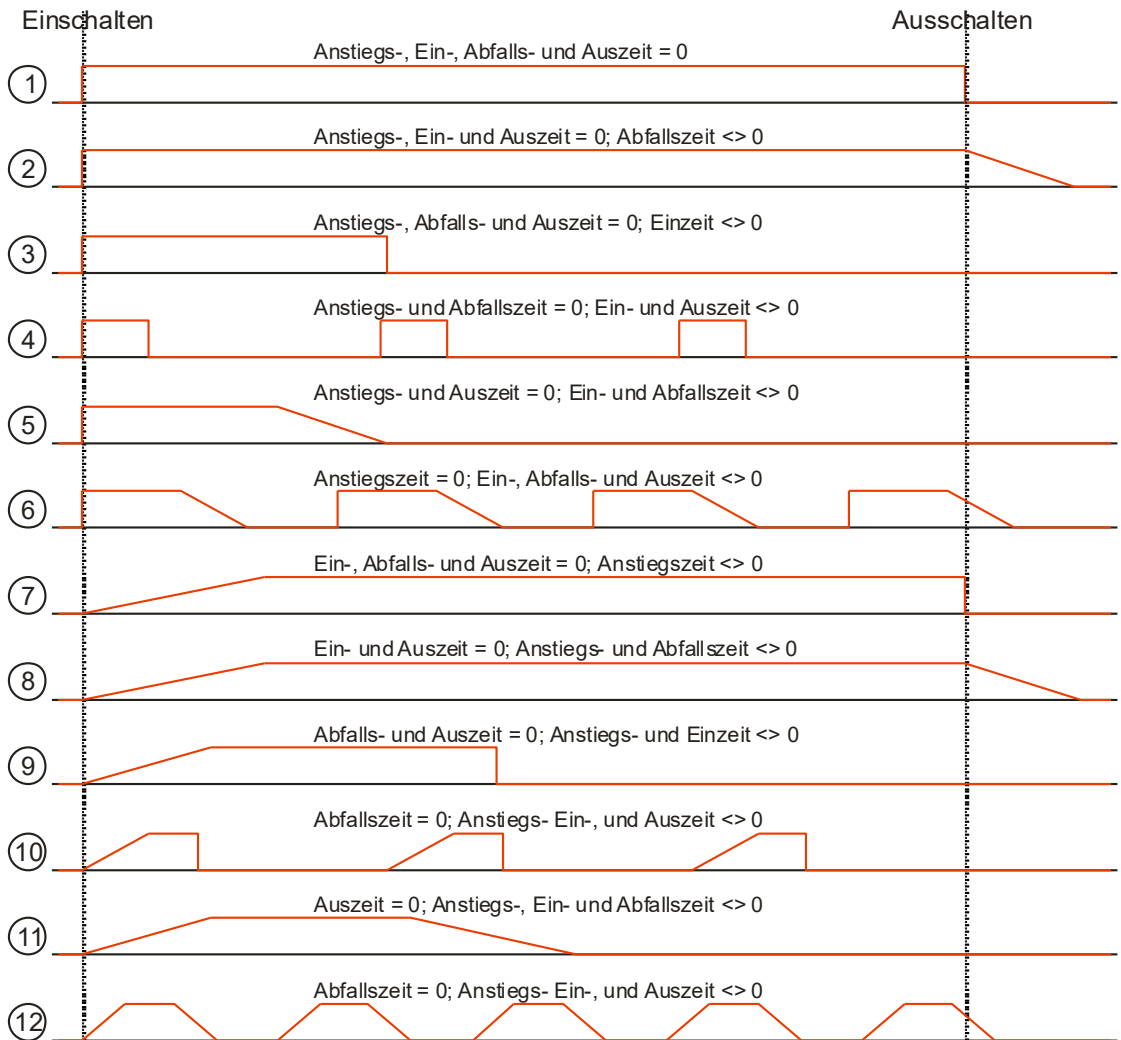 Einschalten Ausschalten
Anstiegs-, Ein-, Abfalls- und Auszeit = 0
1
Anstiegs-, Ein- und Auszeit = 0; Abfallszeit <> 0
2
Anstiegs-, Abfalls- und Auszeit = 0; Einzeit <> 0
3
Anstiegs- und Abfallszeit = 0; Ein- und Auszeit <> 0
4
Anstiegs- und Auszeit = 0; Ein- und Abfallszeit <> 0
5
Anstiegszeit = 0; Ein-, Abfalls- und Auszeit <> 0
6
Ein-, Abfalls- und Auszeit = 0; Anstiegszeit <> 0
7
Ein- und Auszeit = 0; Anstiegs- und Abfallszeit <> 0
8
Abfalls- und Auszeit = 0; Anstiegs- und Einzeit <> 0
9
Abfallszeit = 0; Anstiegs- Ein-, und Auszeit <> 0
10
Auszeit = 0; Anstiegs-, Ein- und Abfallszeit <> 0
11
Abfallszeit = 0; Anstiegs- Ein-, und Auszeit <> 0
12